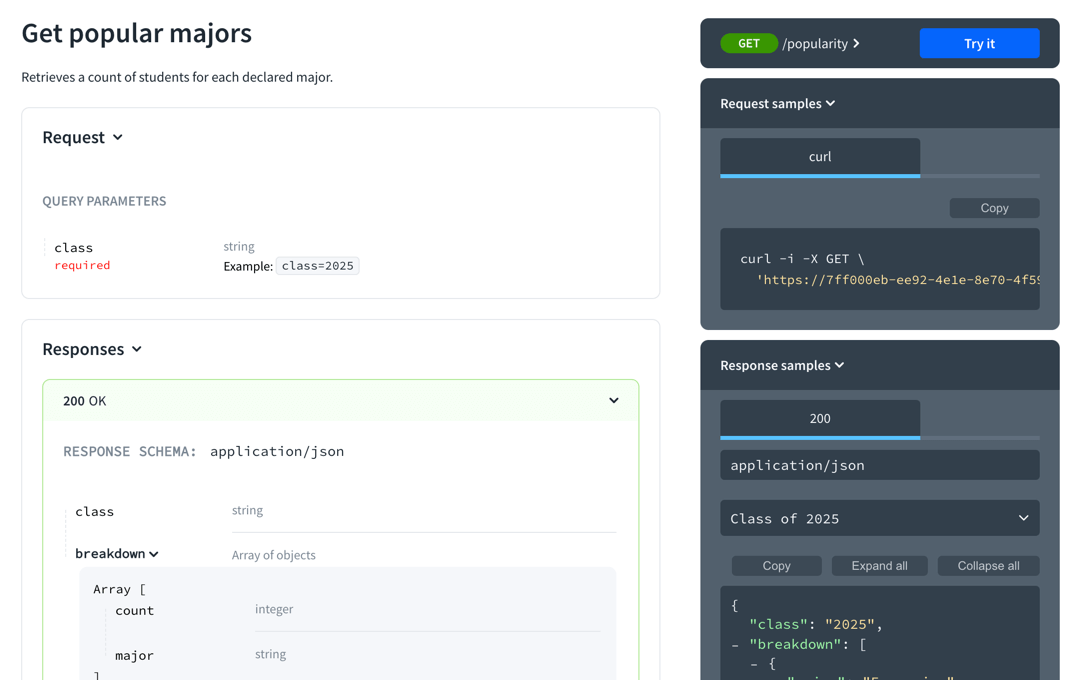 Get popular majors
Retrieves a count of students for each declared major.
Request
QUERY PARAMETERS
class
required
string
Example: class=2025
Responses
200 OK
RESPONSE SCHEMA: application/json
class
string
breakdown
Array of objects
Array [
count
integer
major
string
]
GET /popularity
Try it
Request samples
curl
Copy
curl -i -X GET \
'https://7ff000eb-ee92-4e1e-8e70-4f59
Response samples
200
application/json
Class of 2025
Copy
Expand all
Collapse all
{
"class": "2025",
– "breakdown": [
– {